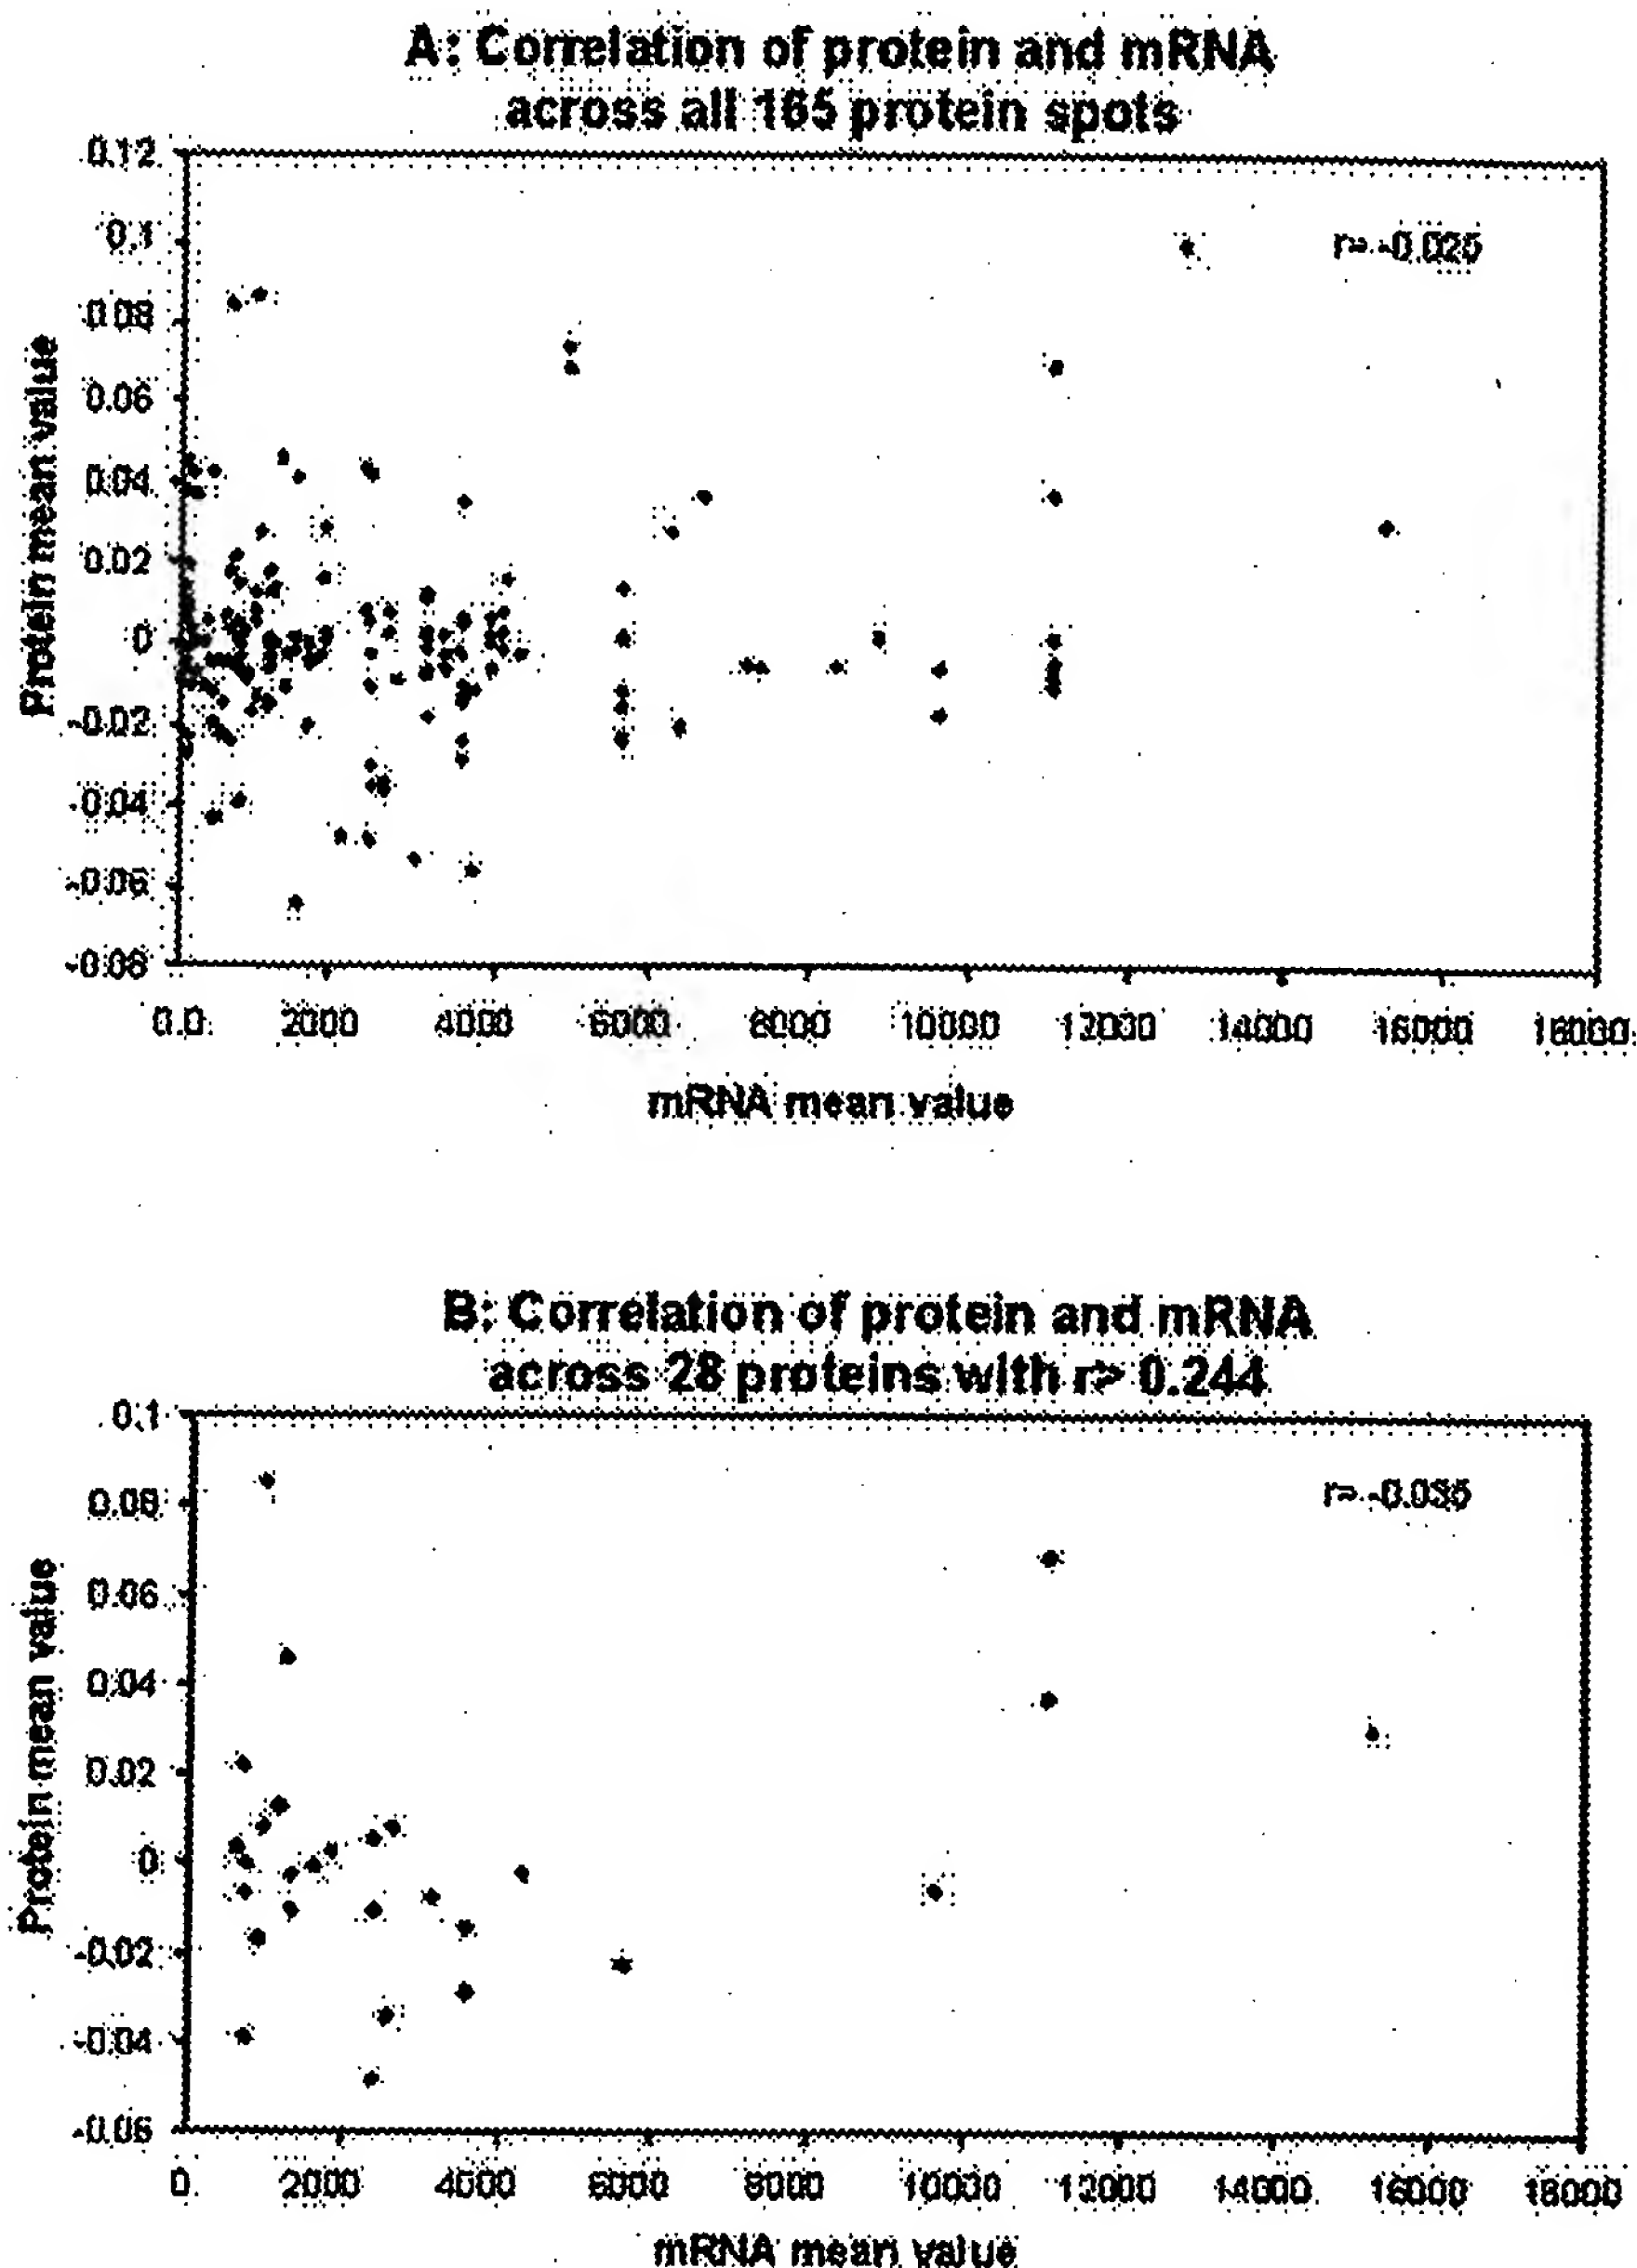 A: Correlation of protein and mRNA
across all 165 protein spots
0.12
0.1
0.08
0.06
0.04
0.02
0
-0.02
-0.04
-0.06
-0.08
Protein mean value
r= -0.025
0.0
2000 4000 6000 8000 10000 12000 14000 16000 18000
mRNA mean value
B: Correlation of protein and mRNA
across 28 proteins with r> 0.244
0.1
0.08
0.06
0.04
0.02
0
-0.02
-0.04
-0.06
Protein mean value
r= -0.035
0 2000 4000 6000 8000 10000 12000 14000 16000 18000
mRNA mean value